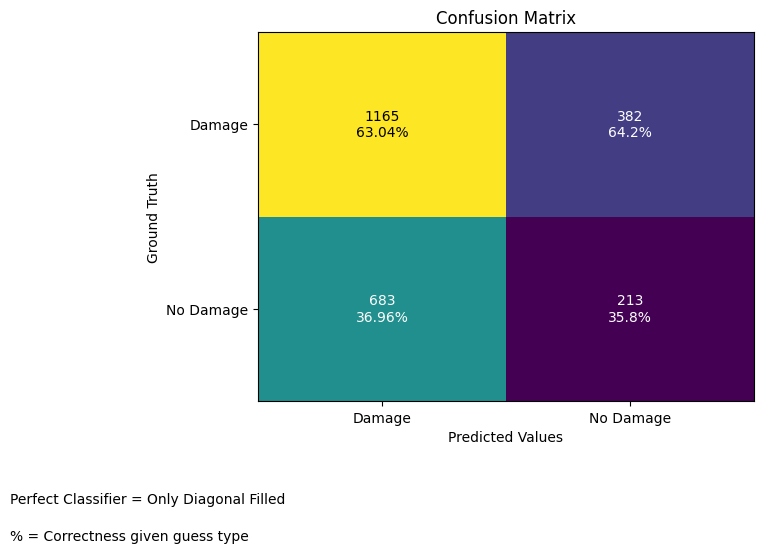 Confusion Matrix
Ground Truth
Damage
1165
63.04%
382
64.2%
No Damage
683
36.96%
213
35.8%
Damage
No Damage
Predicted Values
Perfect Classifier = Only Diagonal Filled
% = Correctness given guess type